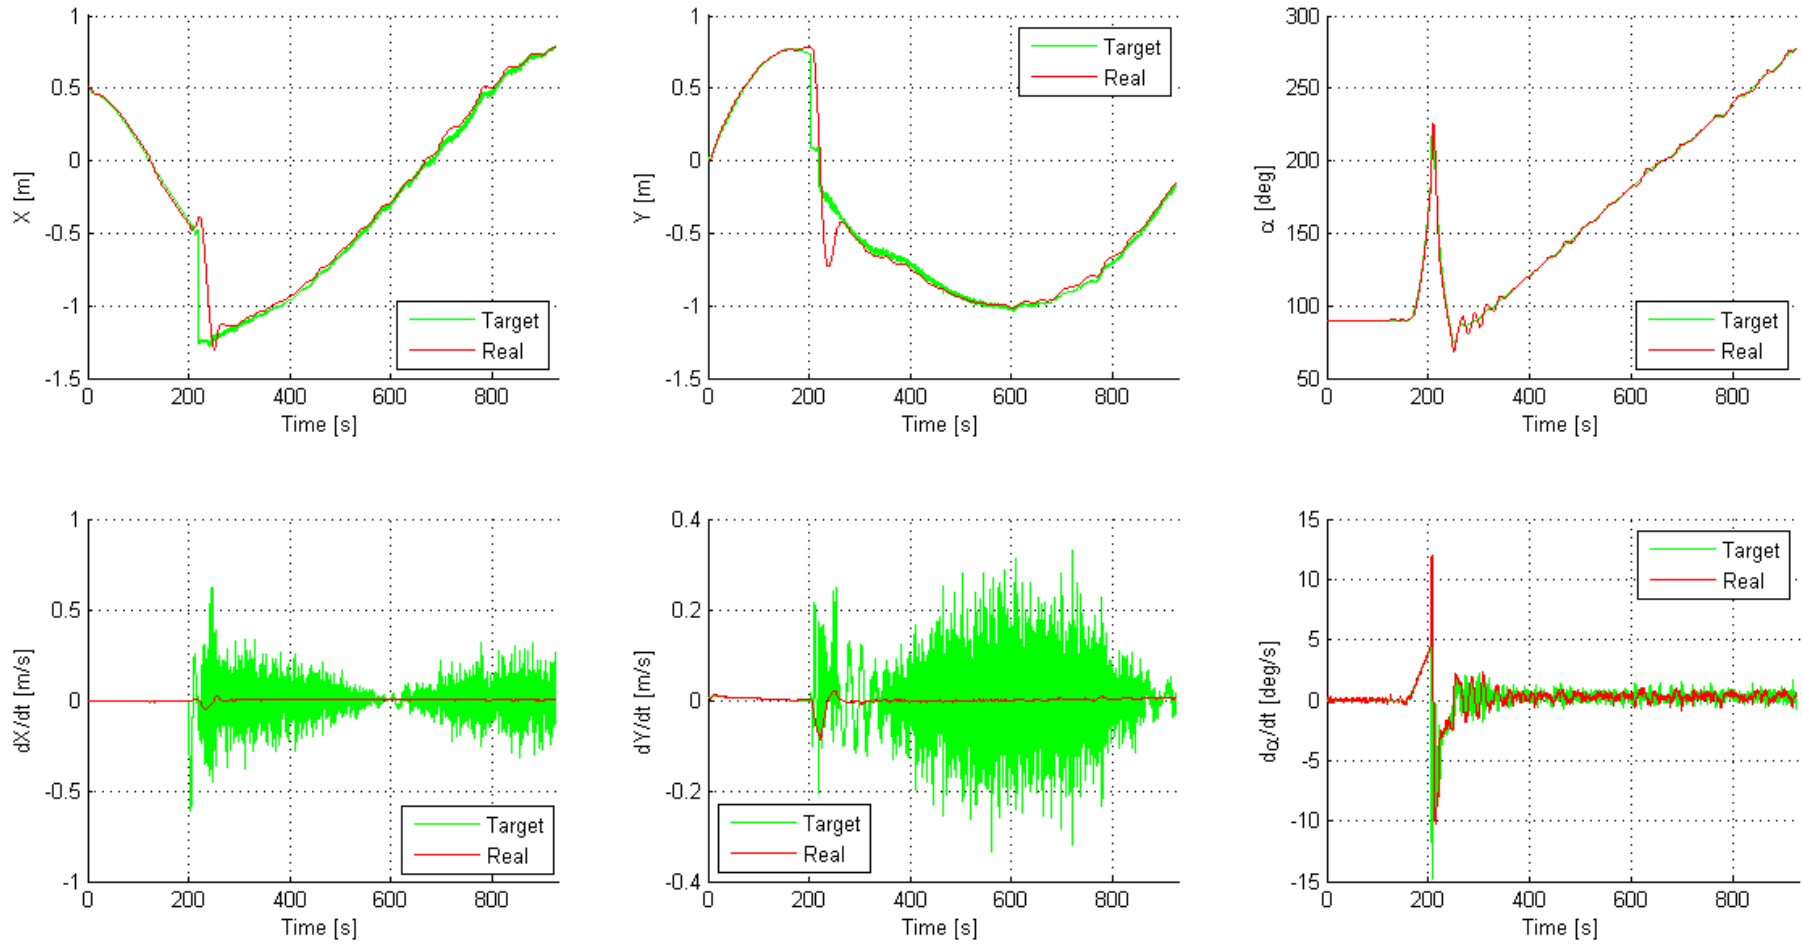 1
0.5
0
-0.5
-1
-1.5
X [m]
0 200 400 600 800
Time [s]
Target
Real
1
0.5
0
-0.5
-1
-1.5
Y [m]
0 200 400 600 800
Time [s]
Target
Real
300
250
200
150
100
50
α [deg]
0 200 400 600 800
Time [s]
Target
Real
1
0.5
0
-0.5
-1
dX/dt [m/s]
0 200 400 600 800
Time [s]
Target
Real
0.4
0.2
0
-0.2
-0.4
dY/dt [m/s]
0 200 400 600 800
Time [s]
Target
Real
15
10
5
0
-5
-10
-15
dα/dt [deg/s]
0 200 400 600 800
Time [s]
Target
Real